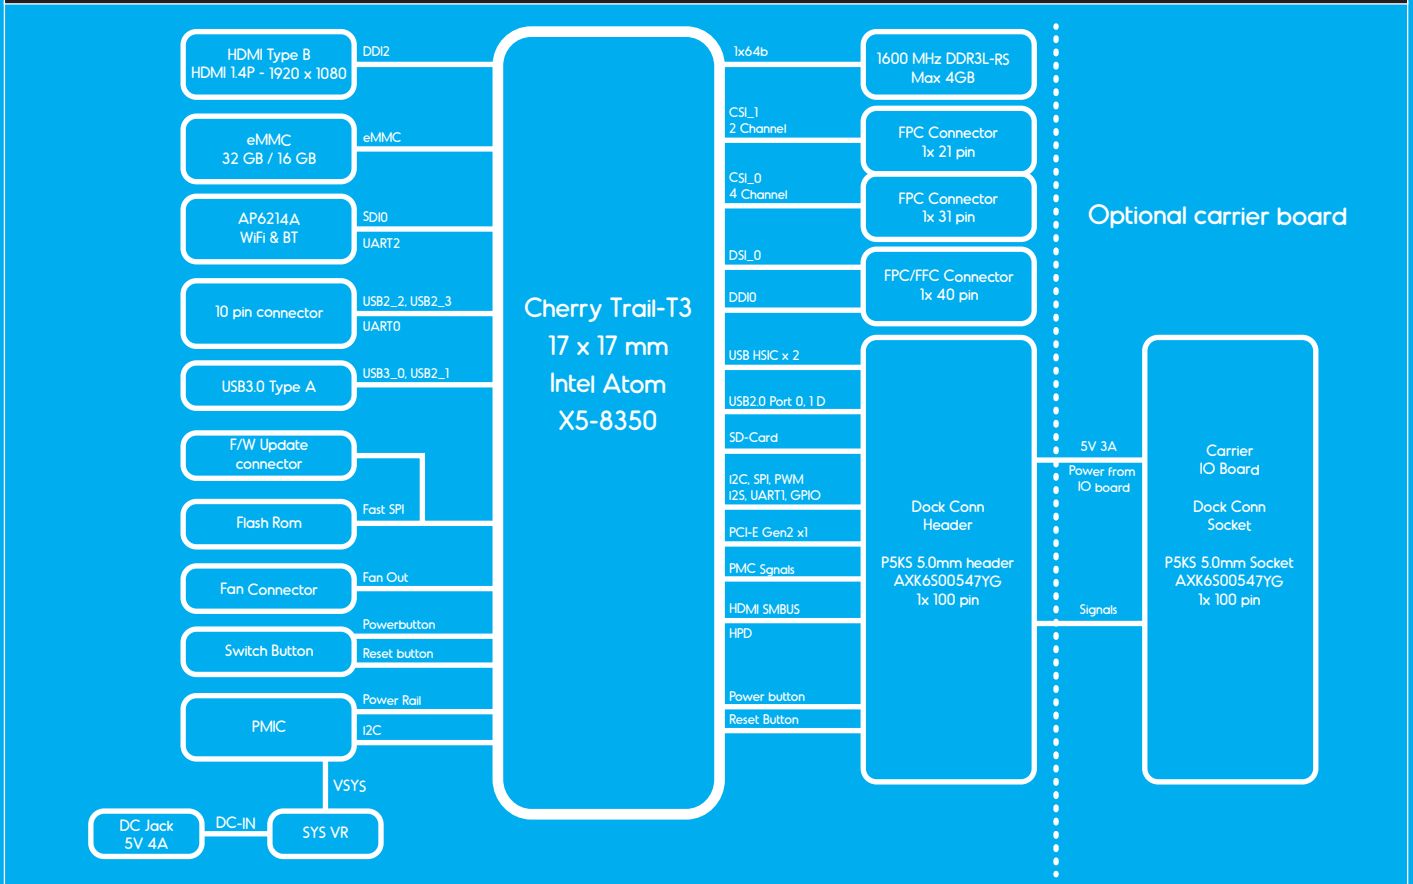 HDMI Type B
HDMI 1.4P - 1920 x 1080
DDI2
eMMC
32 GB / 16 GB
eMMC
AP6214A
WiFi & BT
SDIO
UART2
10 pin connector
USB2_2, USB2_3
UART0
USB3.0 Type A
USB3_0, USB2_1
F/W Update
connector
Flash Rom
Fast SPI
Fan Connector
Fan Out
Switch Button
Powerbutton
Reset button
PMIC
Power Rail
I2C
VSYS
DC Jack
5V 4A
DC-IN
SYS VR
Cherry Trail-T3
17 x 17 mm
Intel Atom
X5-8350
1x64b
1600 MHz DDR3L-RS
Max 4GB
CSI_1
2 Channel
FPC Connector
1x 21 pin
CSI_0
4 Channel
FPC Connector
1x 31 pin
DSI_0
DDI0
FPC/FFC Connector
1x 40 pin
USB HSIC x 2
USB2.0 Port 0, 1 D
SD-Card
I2C, SPI, PWM
I2S, UART1, GPIO
PCI-E Gen2 x1
PMC Sgnals
HDMI SMBUS
HPD
Power button
Reset Button
Dock Conn
Header
P5KS 5.0mm header
AXK6S00547YG
1x 100 pin
Optional carrier board
5V 3A
Power from
IO board
Signals
Carrier
IO Board
Dock Conn
Socket
P5KS 5.0mm Socket
AXK6S00547YG
1x 100 pin